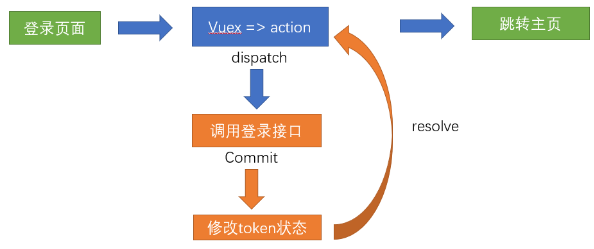 登录页面
Vuex => action
跳转主页
dispatch
调用登录接口
resolve
Commit
修改token状态